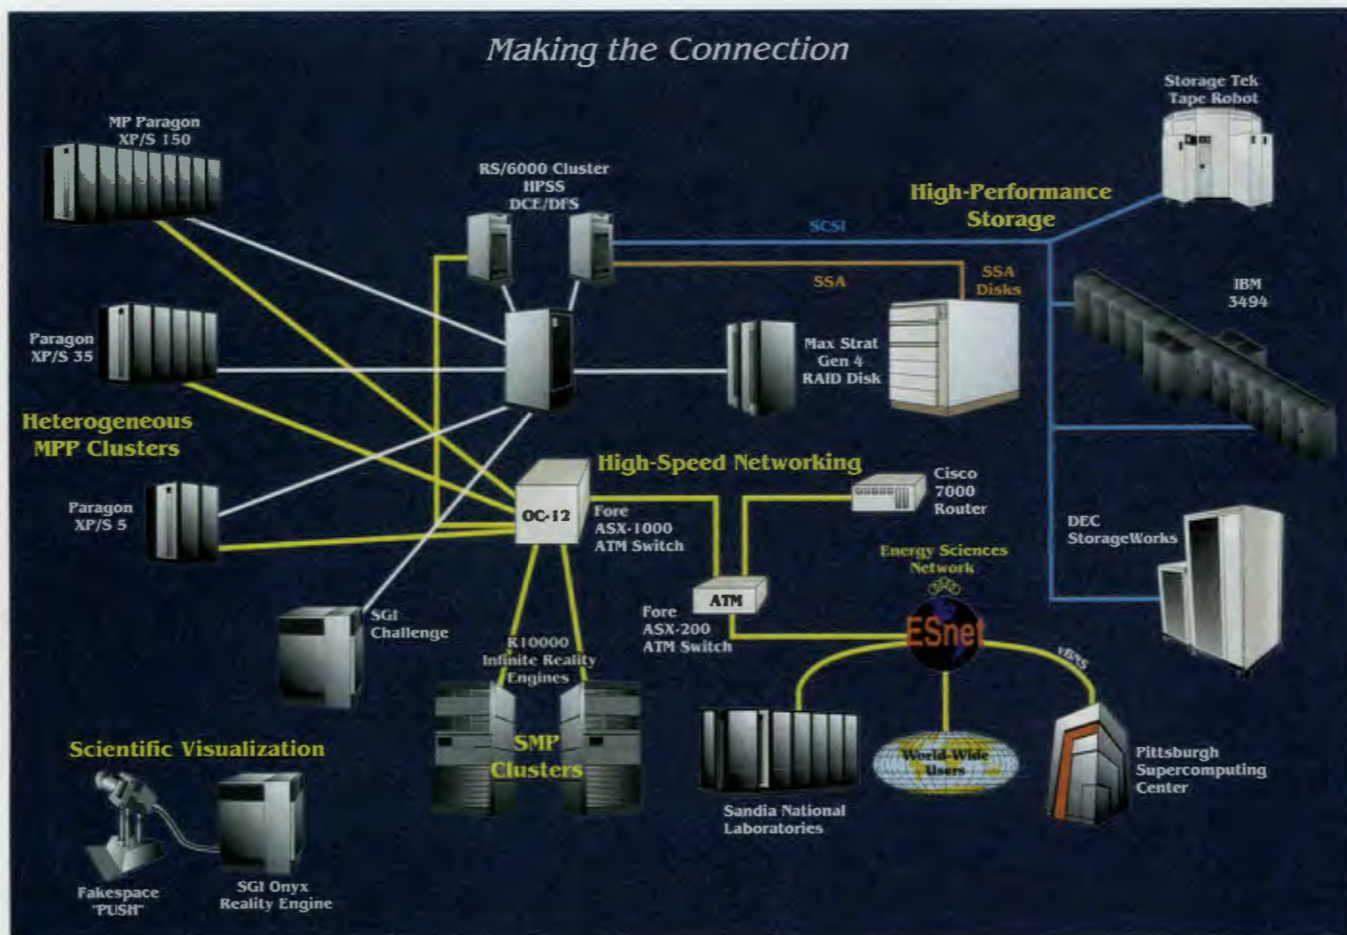 Making the Connection
MP Paragon
XP/S 150
RS/6000 Cluster
HPSS
DCE/DFS
Storage Tek
Tape Robot
High-Performance
Storage
SCSI
SSA
SSA
Disks
IBM
3494
Paragon
XP/S 35
Max Strat
Gen 4
RAID Disk
Heterogeneous
MPP Clusters
High-Speed Networking
Paragon
XP/S 5
OC-12
Fore
ASX-1000
ATM Switch
Cisco
7000
Router
DEC
StorageWorks
Energy Sciences
Network
ESnet
ATM
Fore
ASX-200
ATM Switch
SGI
Challenge
R10000
Infinite Reality
Engines
vBNS
SMP
Clusters
Scientific Visualization
World-Wide
Users
Pittsburgh
Supercomputing
Center
Sandia National
Laboratories
Fakespace
"PUSH"
SGI Onyx
Reality Engine